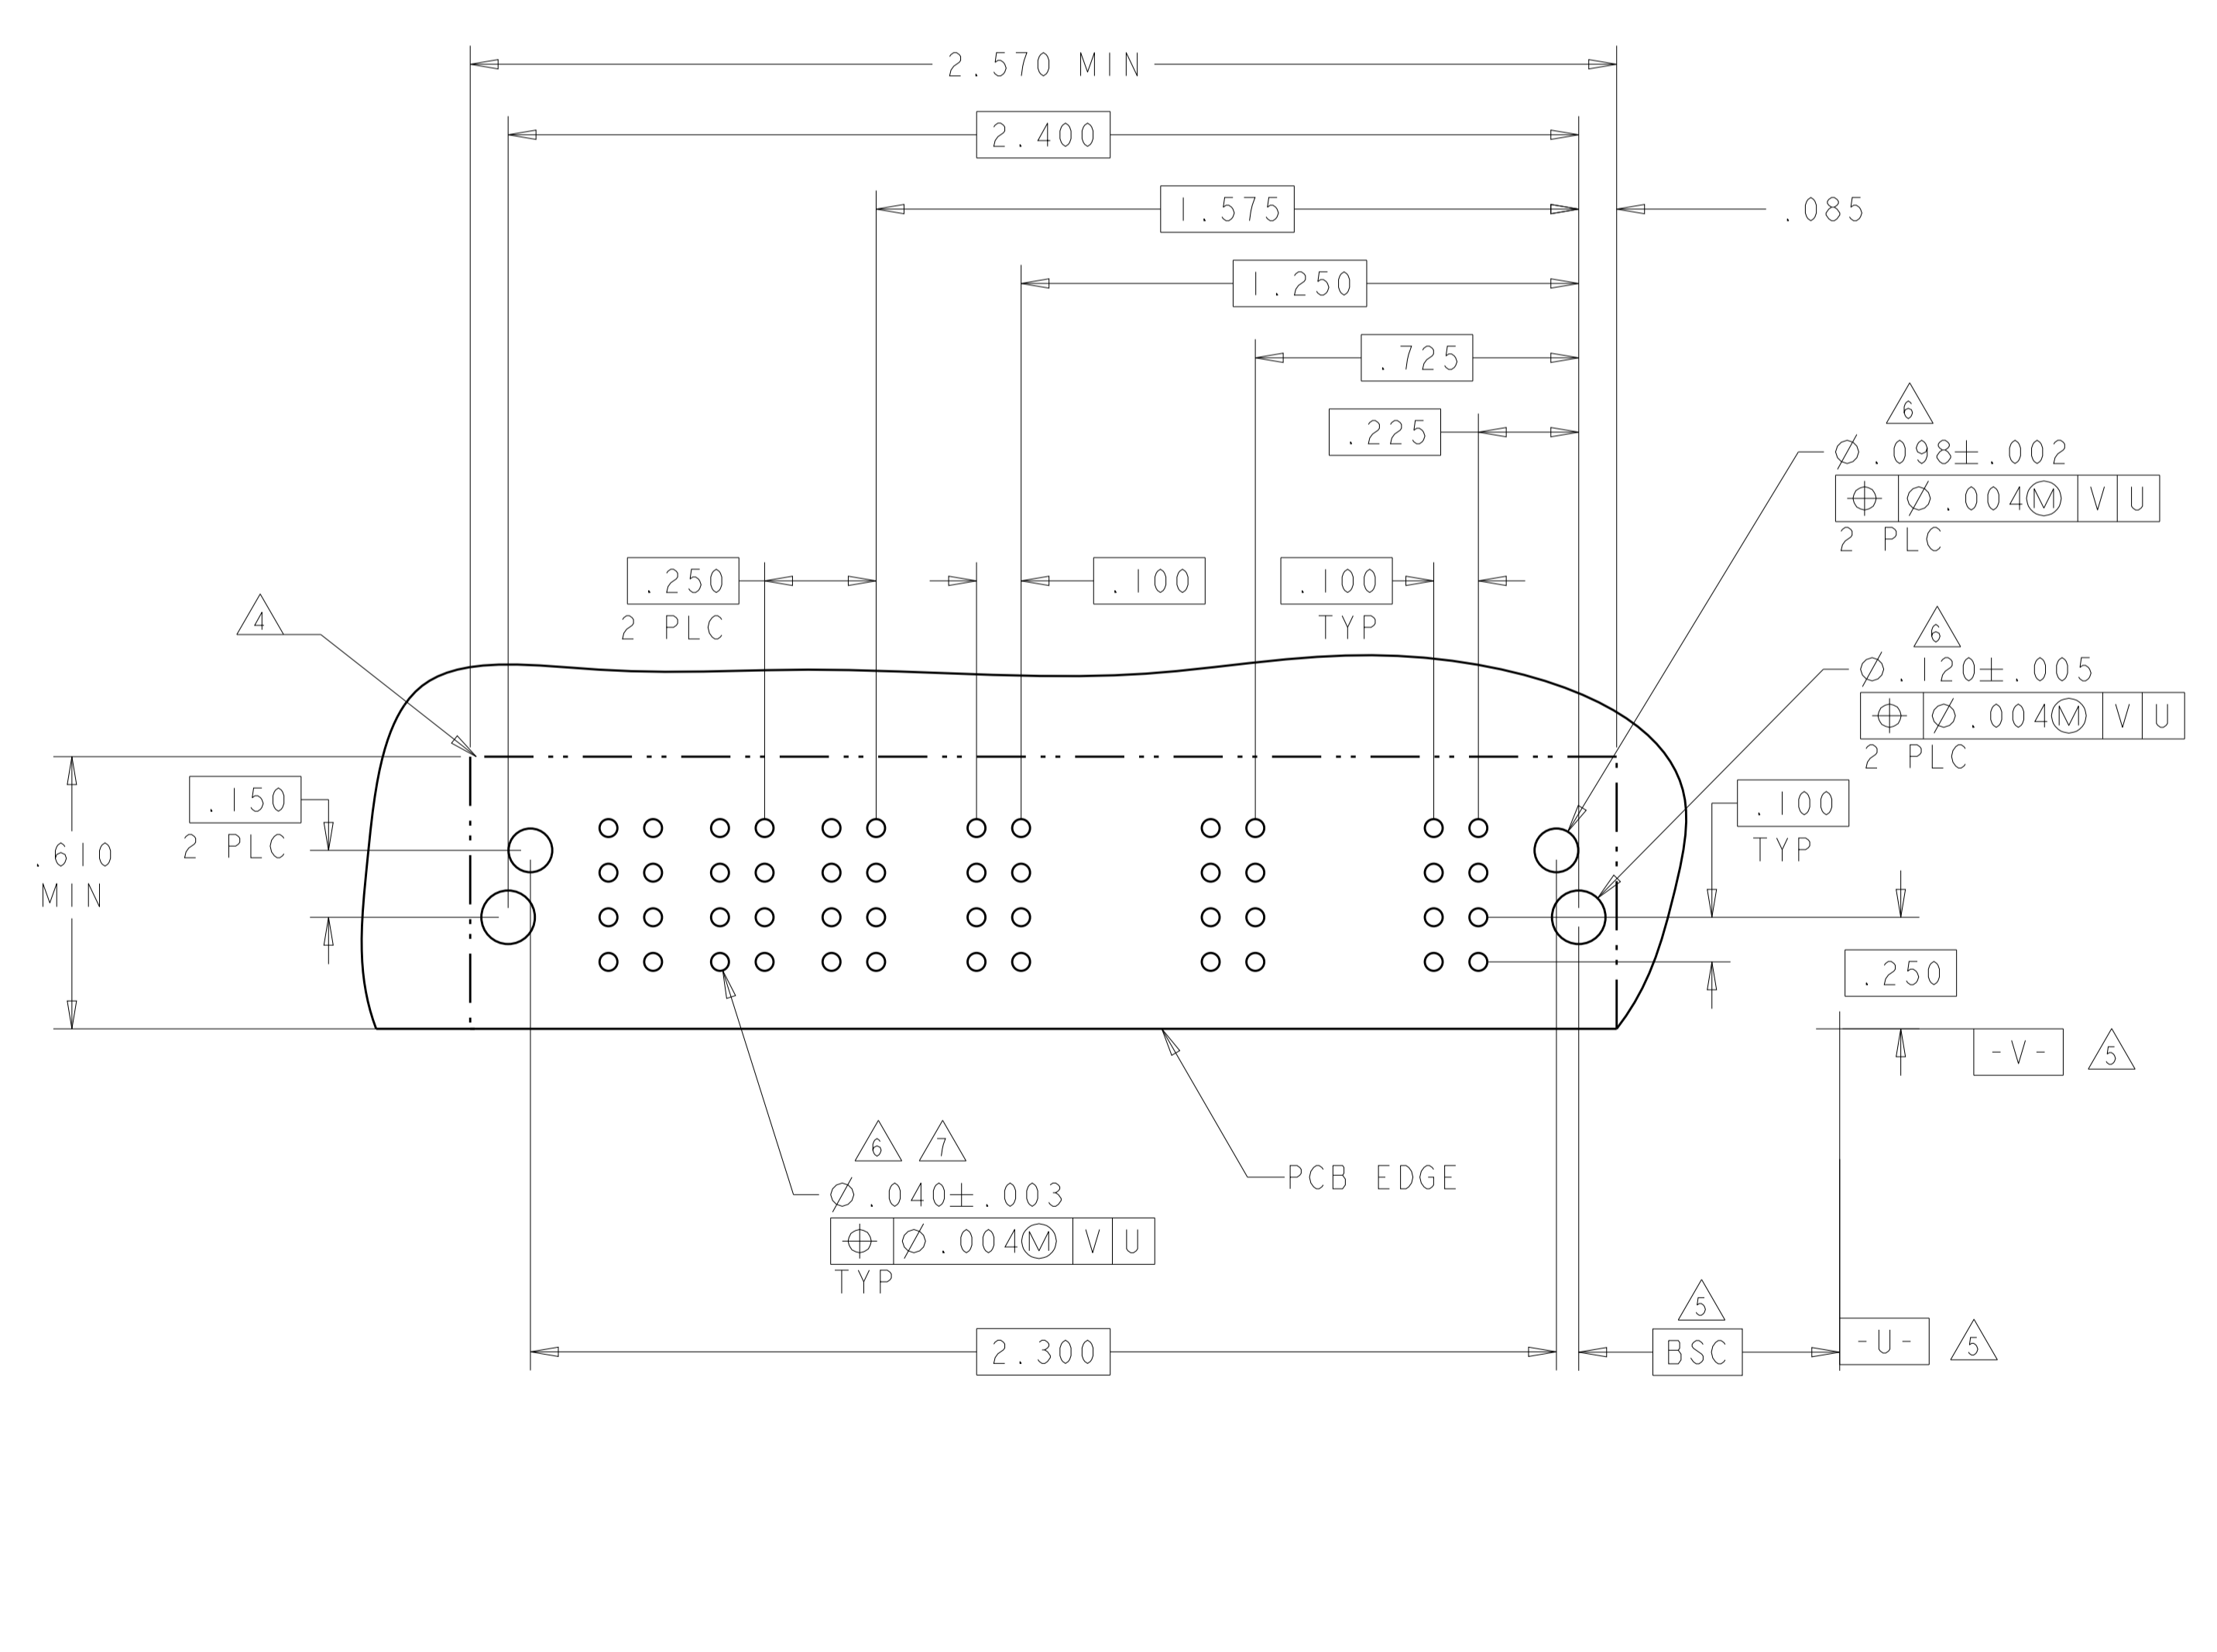 2.570 MIN
2.400
1.575
.085
1.250
.725
.225
6
⌀.098±.002
⌖ ⌀.004Ⓜ V U
2 PLC
.250
2 PLC
.100
.100
TYP
4
6
⌀.120±.005
⌖ ⌀.004Ⓜ V U
2 PLC
.150
2 PLC
.100
TYP
.610
MIN
.250
-V-
5
6 7
⌀.040±.003
⌖ ⌀.004Ⓜ V U
TYP
PCB EDGE
5
2.300
BSC
-U-
5